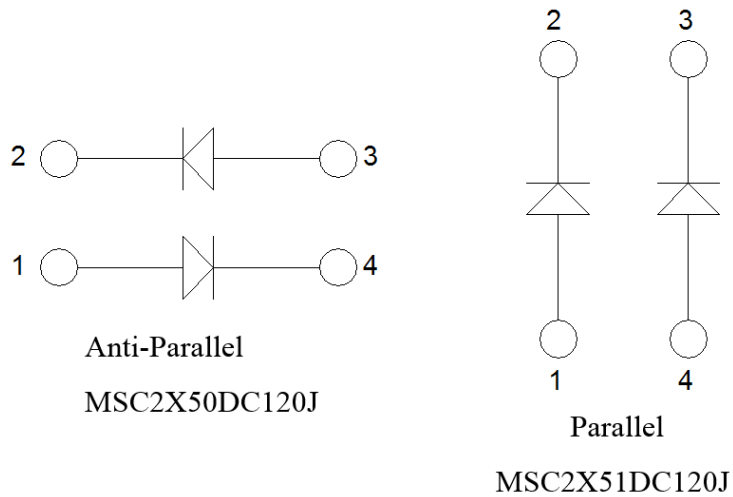 2 3
1 4
Anti-Parallel
MSC2X50DC120J
2 3
1 4
Parallel
MSC2X51DC120J